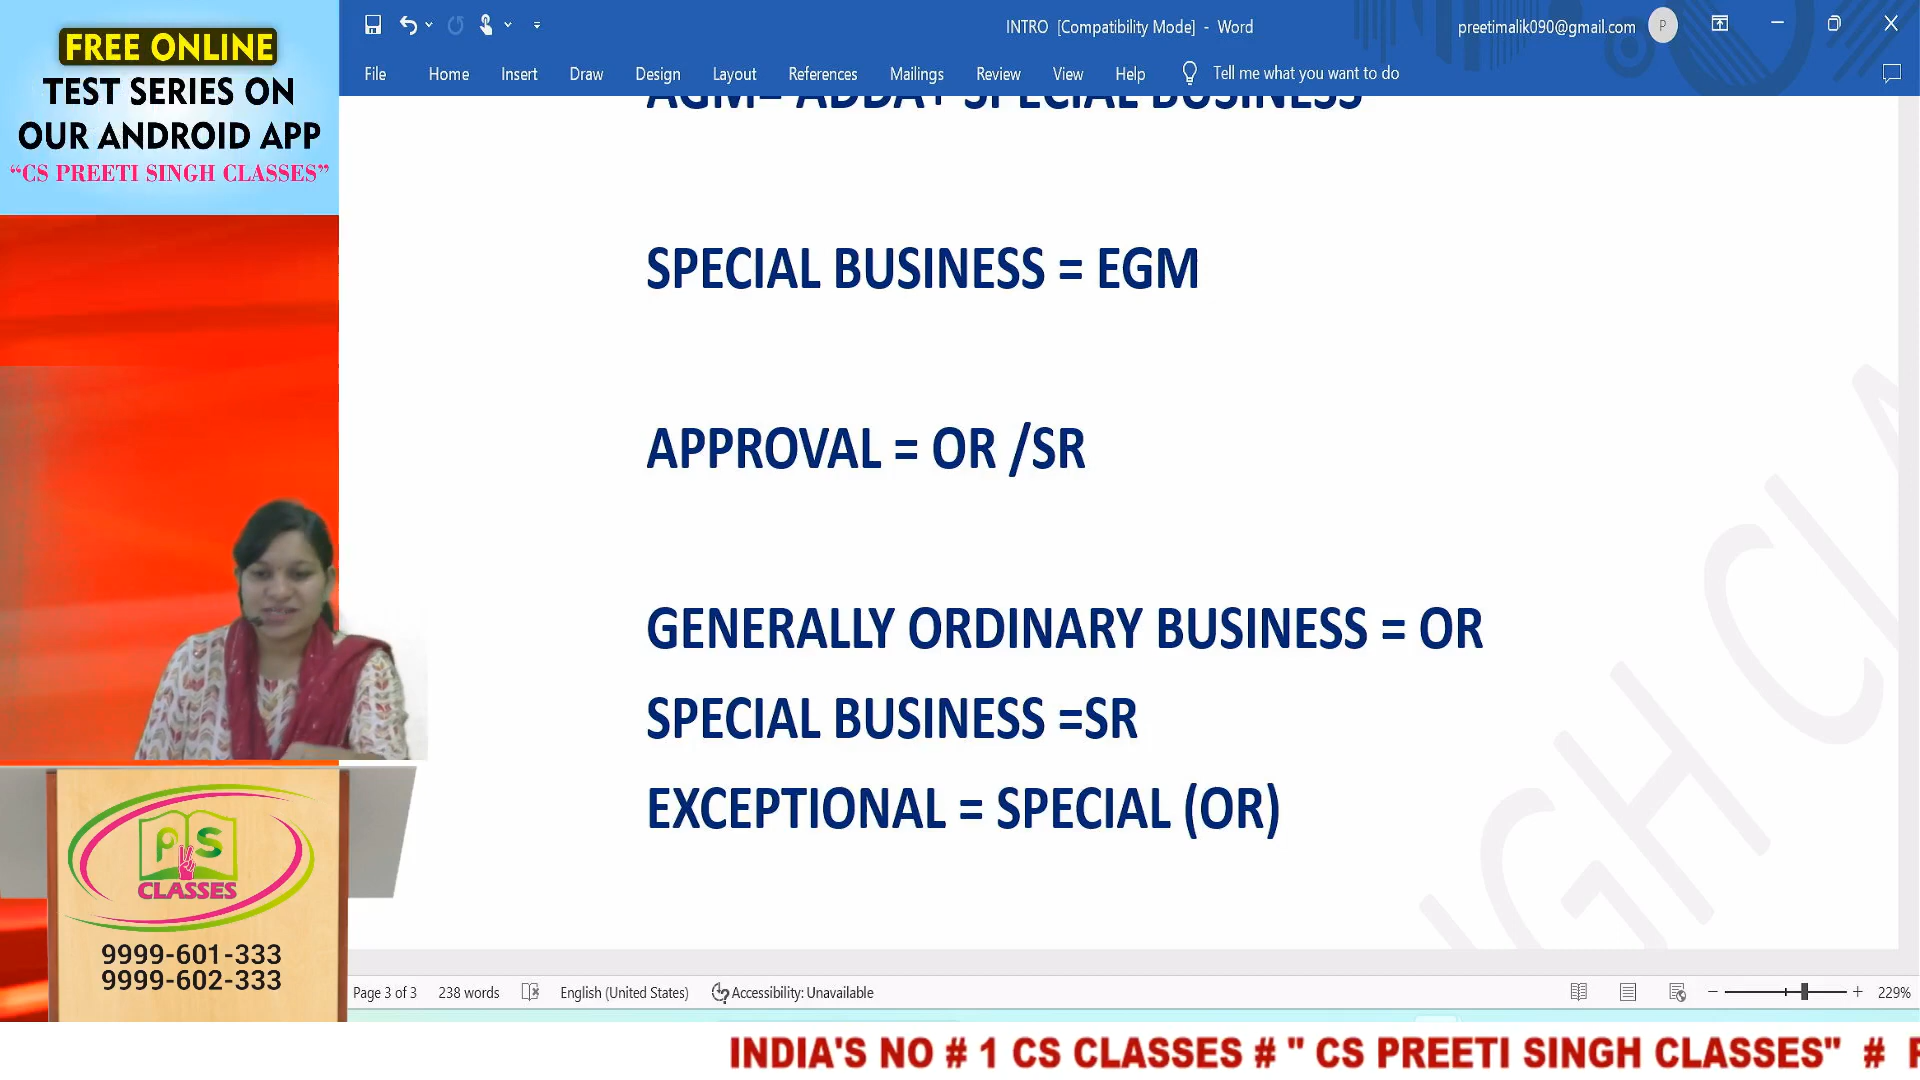 FREE ONLINE
TEST SERIES ON
OUR ANDROID APP
“CS PREETI SINGH CLASSES”
INTRO [Compatibility Mode] - Word
preetimalik090@gmail.com
P
File Home Insert Draw Design Layout References Mailings Review View Help Tell me what you want to do
AGM= ADDA+ SPECIAL BUSINESS
SPECIAL BUSINESS = EGM
APPROVAL = OR /SR
GENERALLY ORDINARY BUSINESS = OR
SPECIAL BUSINESS =SR
EXCEPTIONAL = SPECIAL (OR)
PS
CLASSES
9999-601-333
9999-602-333
Page 3 of 3 238 words English (United States) Accessibility: Unavailable 229%
INDIA'S NO # 1 CS CLASSES # " CS PREETI SINGH CLASSES" #